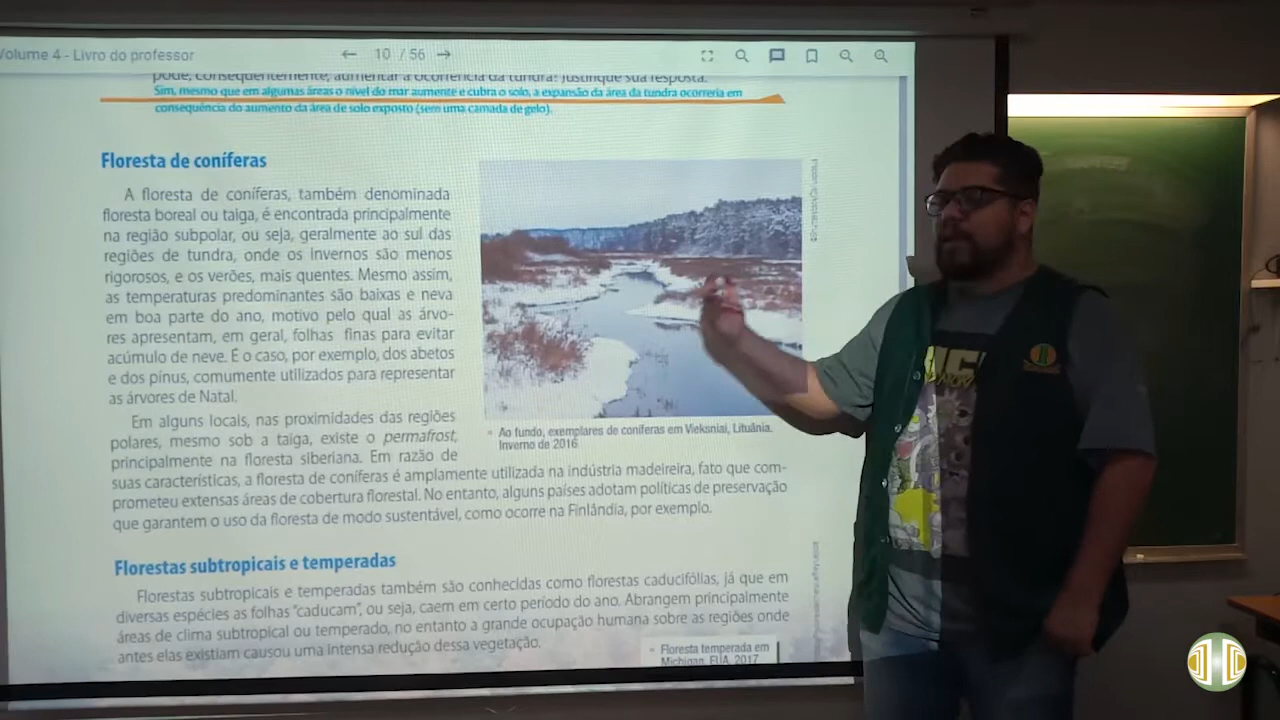 Volume 4 - Livro do professor
10 / 56
pode, consequentemente, aumentar a ocorrência da tundra? Justifique sua resposta.
Sim, mesmo que em algumas áreas o nível do mar aumente e cubra o solo, a expansão da área da tundra ocorreria em
consequência do aumento da área de solo exposto (sem uma camada de gelo).
Floresta de coníferas
A floresta de coníferas, também denominada
floresta boreal ou taiga, é encontrada principalmente
na região subpolar, ou seja, geralmente ao sul das
regiões de tundra, onde os invernos são menos
rigorosos, e os verões, mais quentes. Mesmo assim,
as temperaturas predominantes são baixas e neva
em boa parte do ano, motivo pelo qual as árvo-
res apresentam, em geral, folhas finas para evitar
acúmulo de neve. É o caso, por exemplo, dos abetos
e dos pínus, comumente utilizados para representar
as árvores de Natal.
Em alguns locais, nas proximidades das regiões
polares, mesmo sob a taiga, existe o permafrost,
principalmente na floresta siberiana. Em razão de
suas características, a floresta de coníferas é amplamente utilizada na indústria madeireira, fato que com-
prometeu extensas áreas de cobertura florestal. No entanto, alguns países adotam políticas de preservação
que garantem o uso da floresta de modo sustentável, como ocorre na Finlândia, por exemplo.
Ao fundo, exemplares de coníferas em Vieksniai, Lituânia.
Inverno de 2016
Florestas subtropicais e temperadas
Florestas subtropicais e temperadas também são conhecidas como florestas caducifólias, já que em
diversas espécies as folhas "caducam", ou seja, caem em certo período do ano. Abrangem principalmente
áreas de clima subtropical ou temperado, no entanto a grande ocupação humana sobre as regiões onde
antes elas existiam causou uma intensa redução dessa vegetação.
Floresta temperada em
Michigan, EUA, 2017